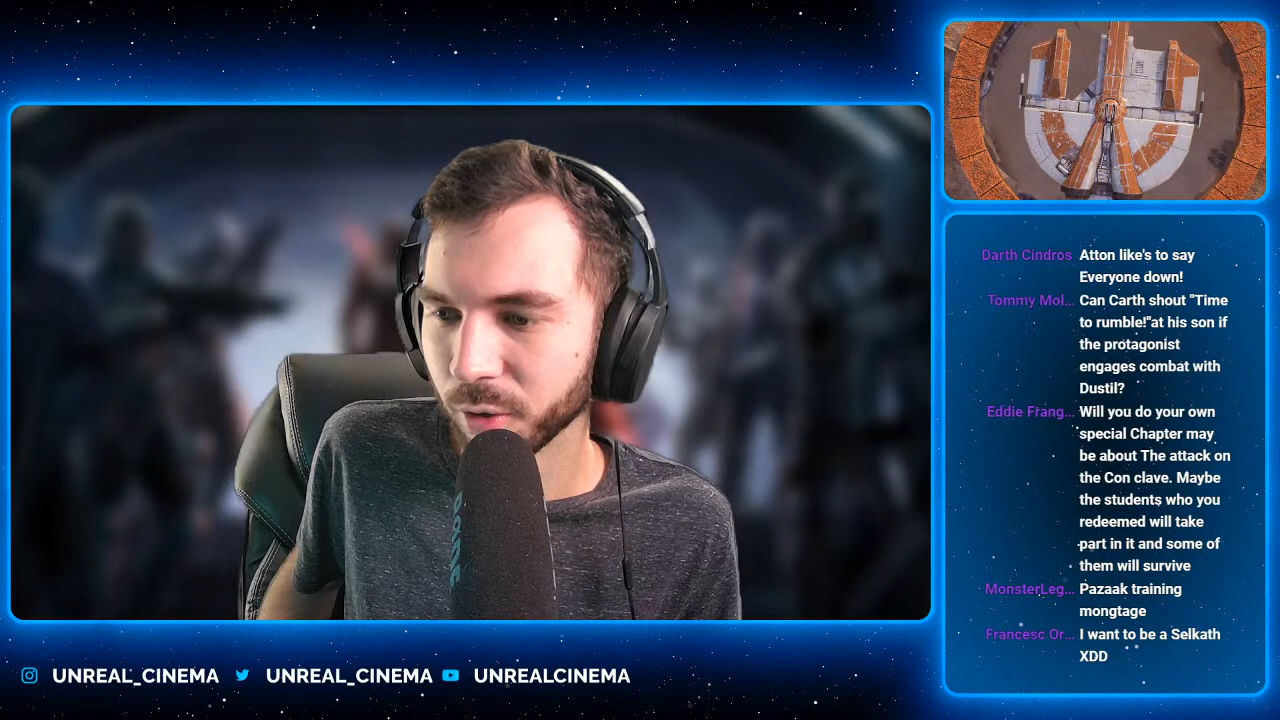 Darth Cindros Atton like's to say
Everyone down!
Tommy Mol... Can Carth shout "Time
to rumble!"at his son if
the protagonist
engages combat with
Dustil?
Eddie Frang... Will you do your own
special Chapter may
be about The attack on
the Con clave. Maybe
the students who you
redeemed will take
part in it and some of
them will survive
MonsterLeg... Pazaak training
mongtage
Francesc Or... I want to be a Selkath
XDD
UNREAL_CINEMA UNREAL_CINEMA UNREALCINEMA